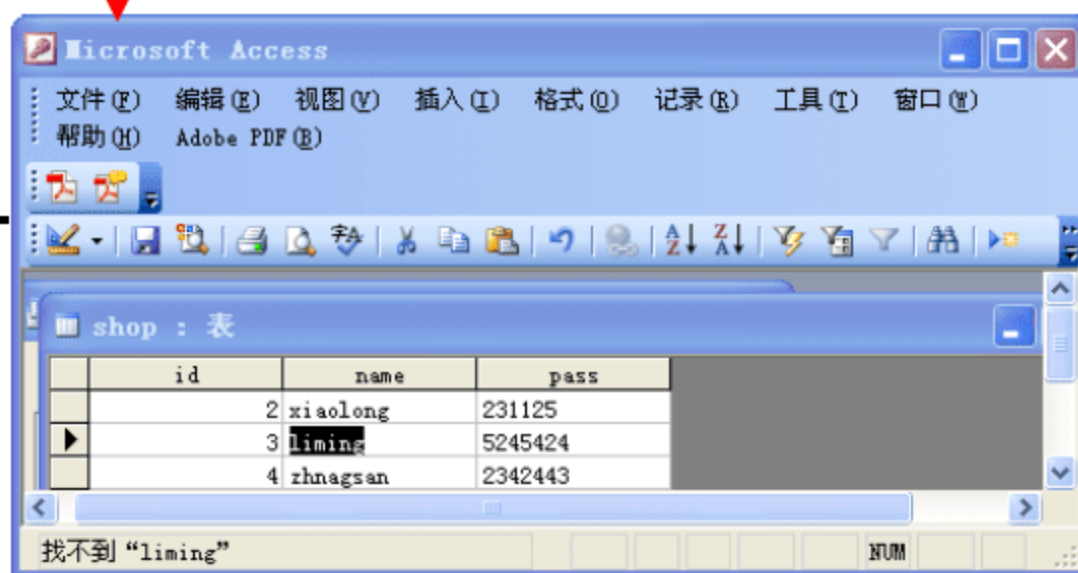 Microsoft Access
文件(F) 编辑(E) 视图(V) 插入(I) 格式(O) 记录(R) 工具(T) 窗口(W)
帮助(H) Adobe PDF(B)
shop : 表
id name pass
2 xiaolong 231125
3 liming 5245424
4 zhnagsan 2342443
找不到“liming” NUM